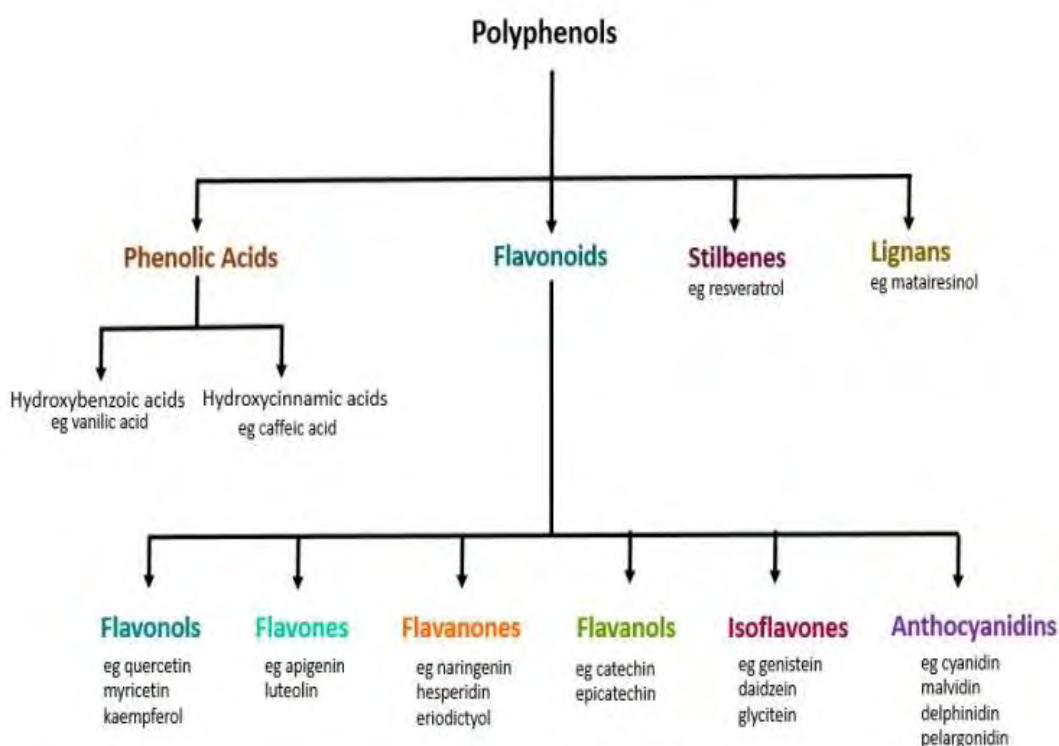 Polyphenols
Phenolic Acids
Flavonoids
Stilbenes
eg resveratrol
Lignans
eg matairesinol
Hydroxybenzoic acids
eg vanilic acid
Hydroxycinnamic acids
eg caffeic acid
Flavonols
eg quercetin
myricetin
kaempferol
Flavones
eg apigenin
luteolin
Flavanones
eg naringenin
hesperidin
eriodictyol
Flavanols
eg catechin
epicatechin
Isoflavones
eg genistein
daidzein
glycitein
Anthocyanidins
eg cyanidin
malvidin
delphinidin
pelargonidin